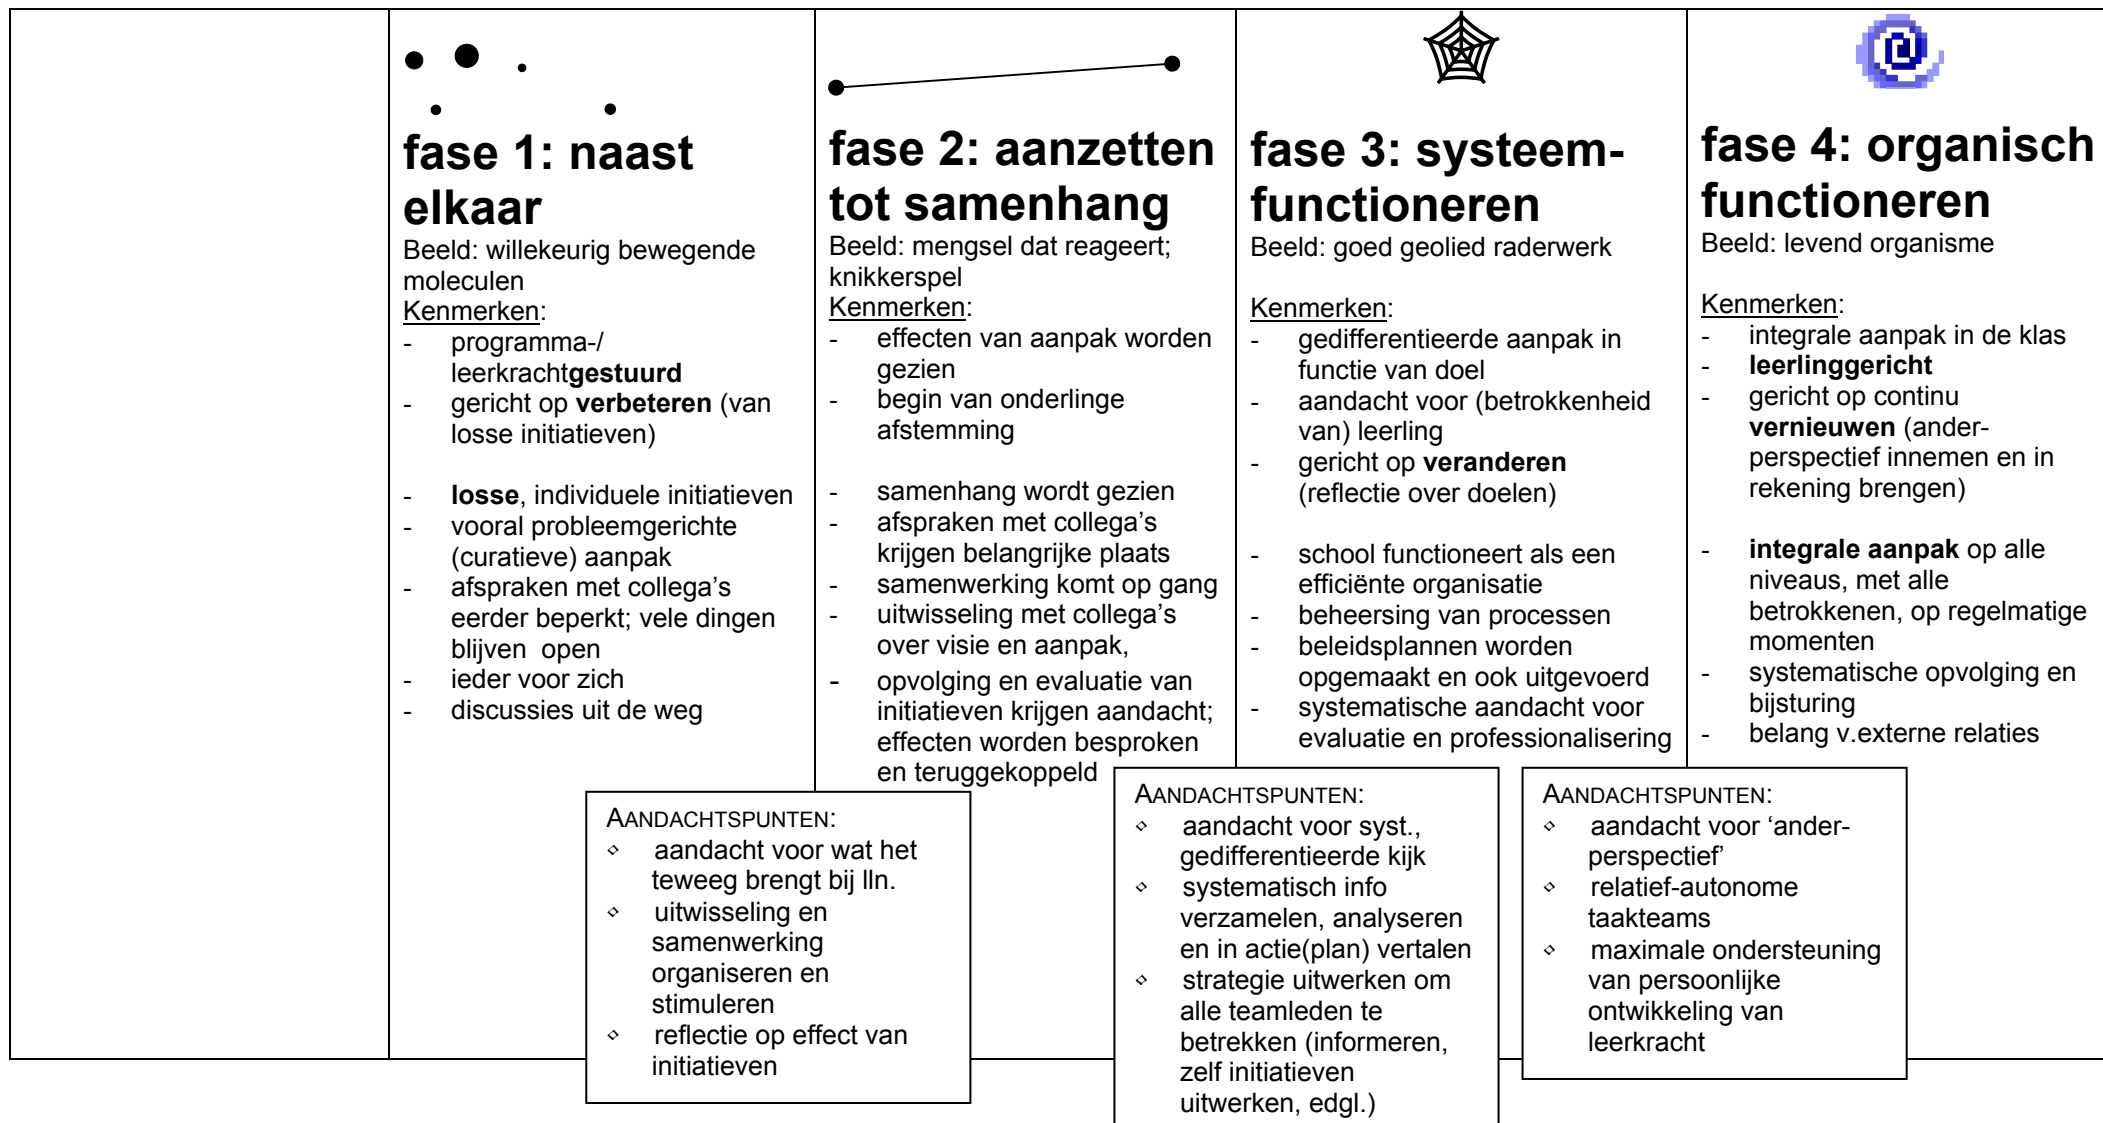 fase 1: naast
elkaar
Beeld: willekeurig bewegende
moleculen
Kenmerken:
- programma-/
leerkrachtgestuurd
- gericht op verbeteren (van
losse initiatieven)
- losse, individuele initiatieven
- vooral probleemgerichte
(curatieve) aanpak
- afspraken met collega's
eerder beperkt; vele dingen
blijven open
- ieder voor zich
- discussies uit de weg
fase 2: aanzetten
tot samenhang
Beeld: mengsel dat reageert;
knikkerspel
Kenmerken:
- effecten van aanpak worden
gezien
- begin van onderlinge
afstemming
- samenhang wordt gezien
- afspraken met collega's
krijgen belangrijke plaats
- samenwerking komt op gang
- uitwisseling met collega's
over visie en aanpak,
- opvolging en evaluatie van
initiatieven krijgen aandacht;
effecten worden besproken
en teruggekoppeld
fase 3: systeem-
functioneren
Beeld: goed geolied raderwerk
Kenmerken:
- gedifferentieerde aanpak in
functie van doel
- aandacht voor (betrokkenheid
van) leerling
- gericht op veranderen
(reflectie over doelen)
- school functioneert als een
efficiënte organisatie
- beheersing van processen
- beleidsplannen worden
opgemaakt en ook uitgevoerd
- systematische aandacht voor
evaluatie en professionalisering
fase 4: organisch
functioneren
Beeld: levend organisme
Kenmerken:
- integrale aanpak in de klas
- leerlinggericht
- gericht op continu
vernieuwen (ander-
perspectief innemen en in
rekening brengen)
- integrale aanpak op alle
niveaus, met alle
betrokkenen, op regelmatige
momenten
- systematische opvolging en
bijsturing
- belang v.externe relaties
AANDACHTSPUNTEN:
◇ aandacht voor wat het
teweeg brengt bij lln.
◇ uitwisseling en
samenwerking
organiseren en
stimuleren
◇ reflectie op effect van
initiatieven
AANDACHTSPUNTEN:
◇ aandacht voor syst.,
gedifferentieerde kijk
◇ systematisch info
verzamelen, analyseren
en in actie(plan) vertalen
◇ strategie uitwerken om
alle teamleden te
betrekken (informeren,
zelf initiatieven
uitwerken, edgl.)
AANDACHTSPUNTEN:
◇ aandacht voor ‘ander-
perspectief’
◇ relatief-autonome
taakteams
◇ maximale ondersteuning
van persoonlijke
ontwikkeling van
leerkracht